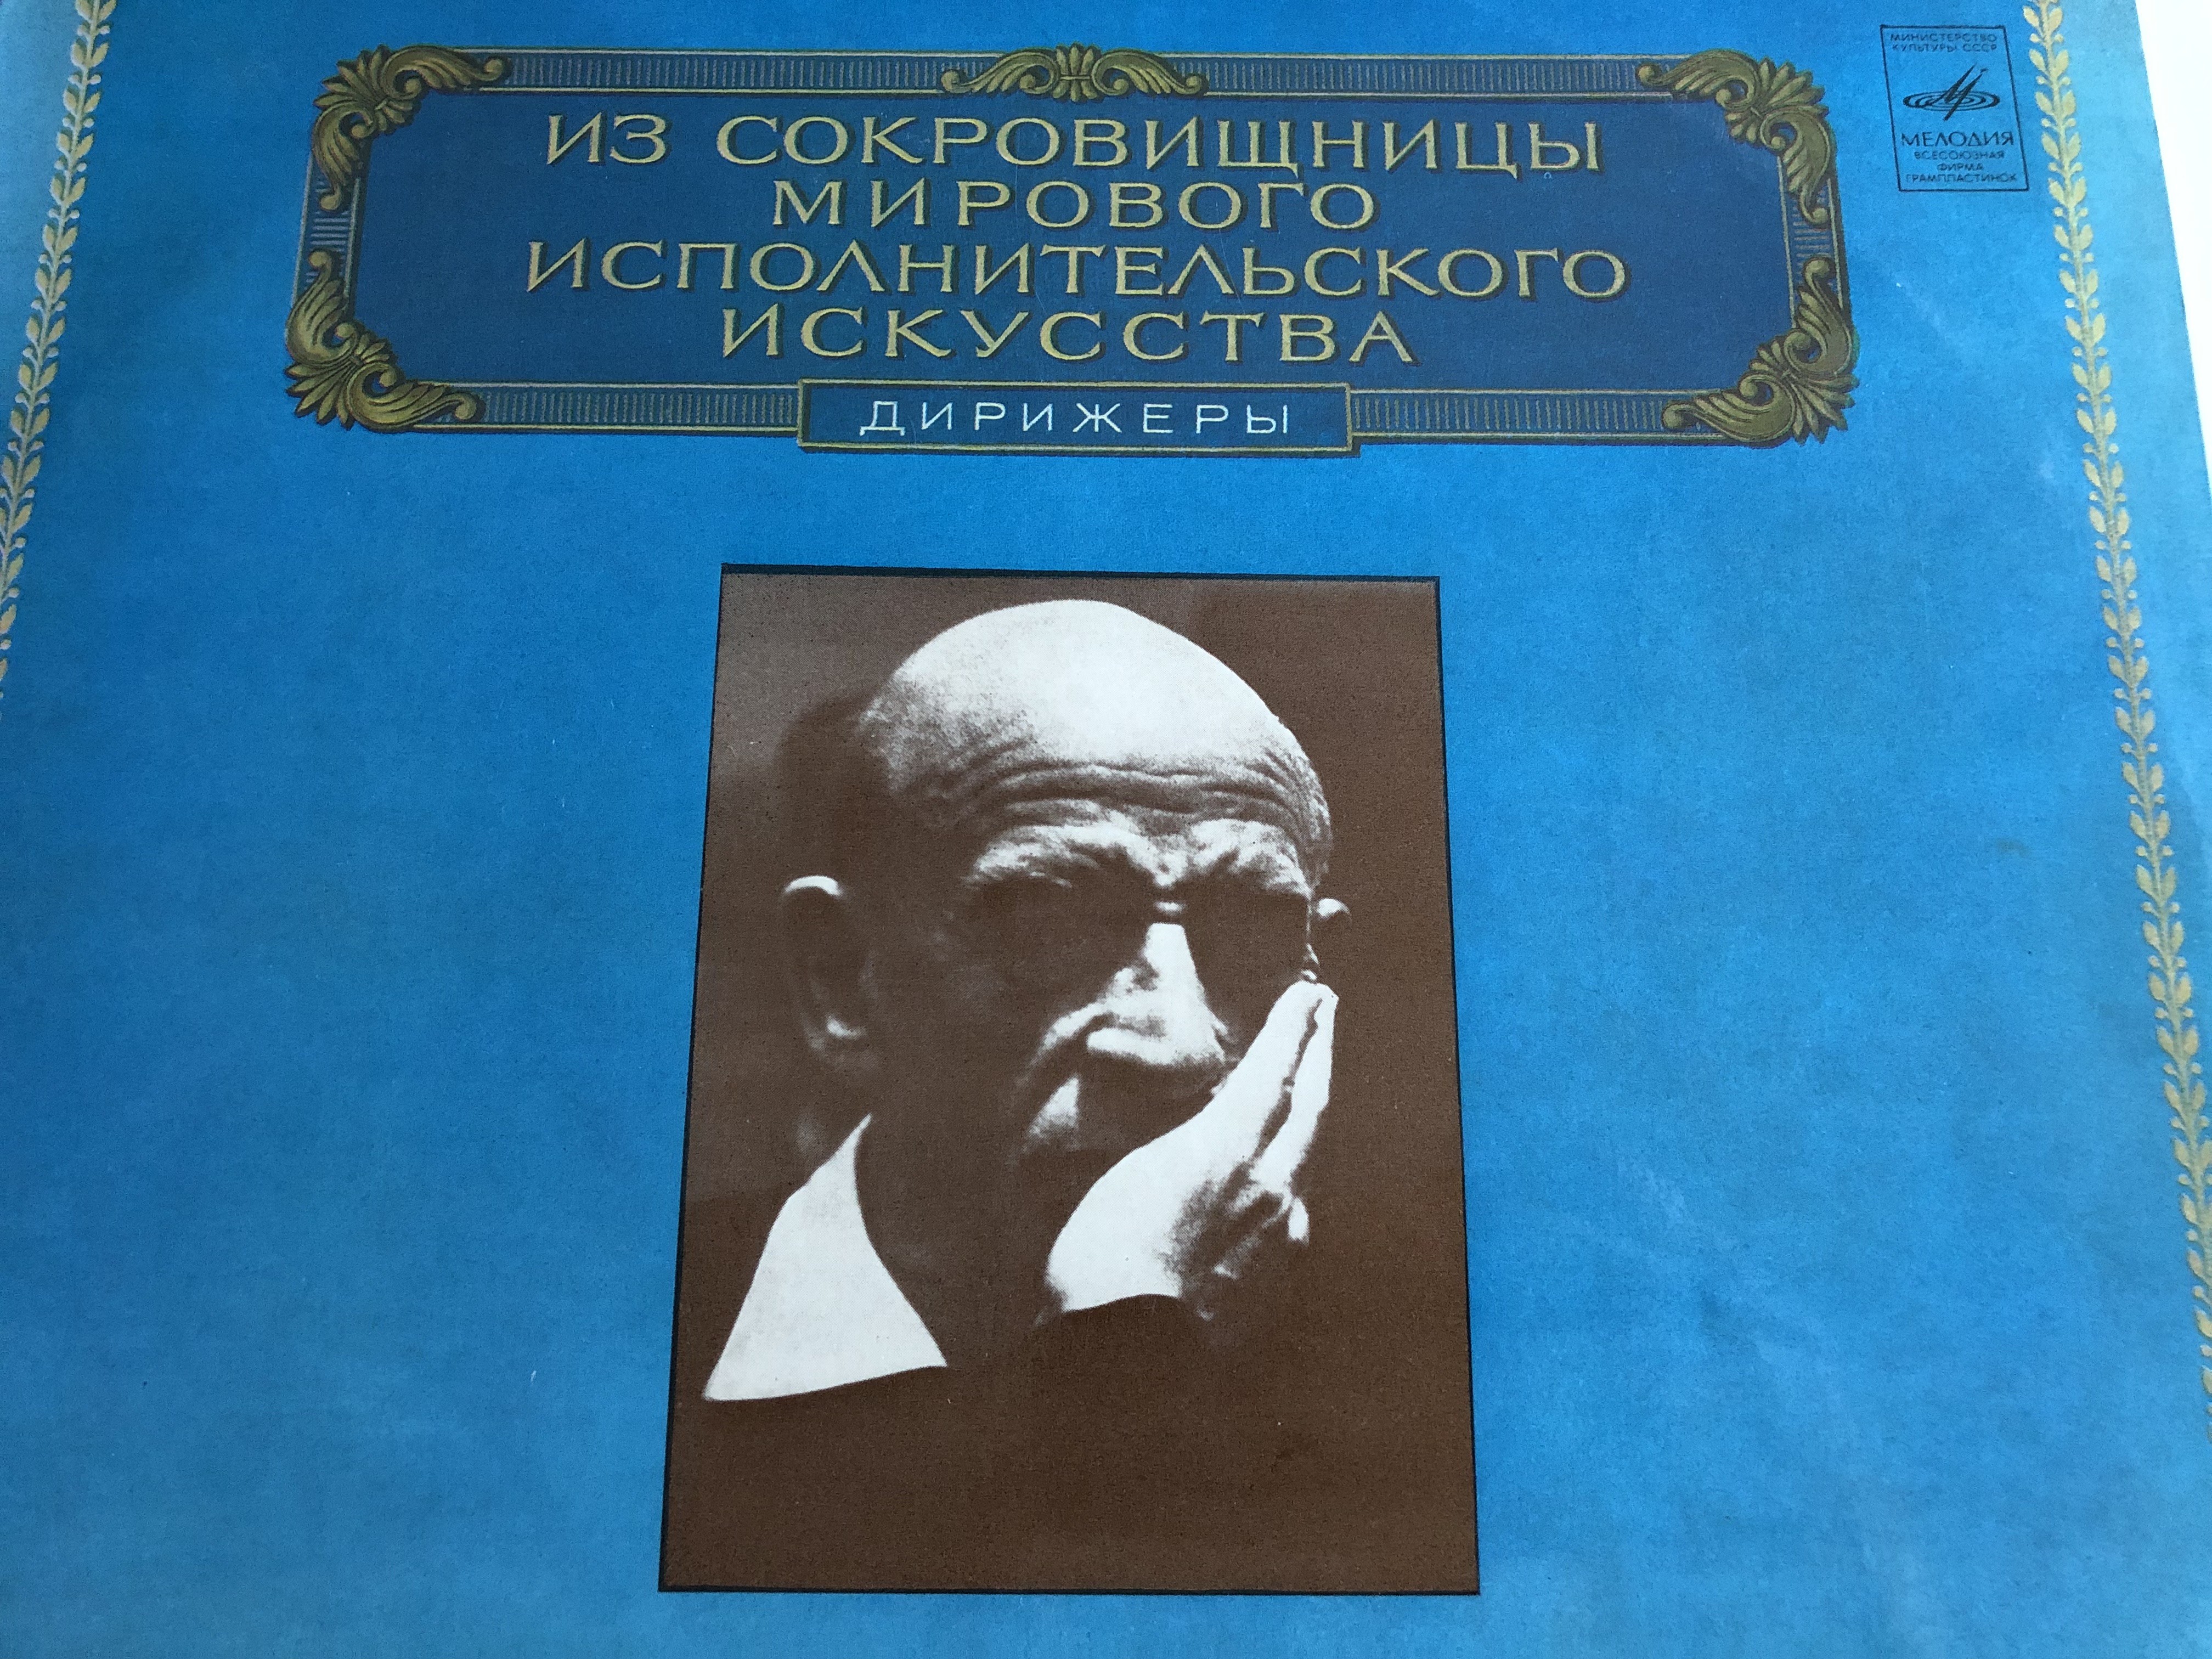 ИЗ СОКРОВИЩНИЦЫ
МИРОВОГО
ИСПОЛНИТЕЛЬСКОГО
ИСКУССТВА
ДИРИЖЕРЫ
МИНИСТЕРСТВО
КУЛЬТУРЫ СССР
МЕЛОДИЯ
ВСЕСОЮЗНАЯ
ФИРМА
ГРАМПЛАСТИНОК